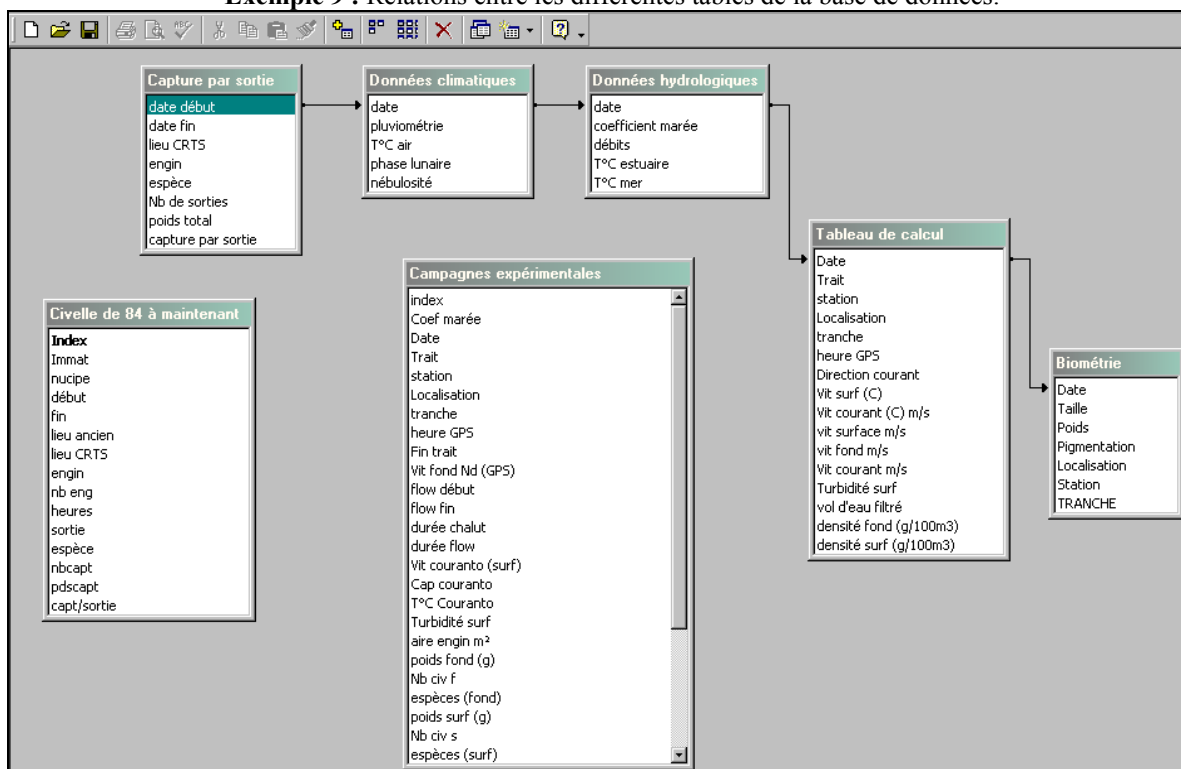 Exemple 9 : Relations entre les différentes tables de la base de données.
Capture par sortie
date début
date fin
lieu CRTS
engin
espèce
Nb de sorties
poids total
capture par sortie
Données climatiques
date
pluviométrie
T°C air
phase lunaire
nébulosité
Données hydrologiques
date
coefficient marée
débits
T°C estuaire
T°C mer
Tableau de calcul
Date
Trait
station
Localisation
tranche
heure GPS
Direction courant
Vit surf (C)
Vit courant (C) m/s
vit surface m/s
vit fond m/s
Vit courant m/s
Turbidité surf
vol d'eau filtré
densité fond (g/100m3)
densité surf (g/100m3)
Campagnes expérimentales
index
Coef marée
Date
Trait
station
Localisation
tranche
heure GPS
Fin trait
Vit fond Nd (GPS)
flow début
flow fin
durée chalut
durée flow
Vit couranto (surf)
Cap couranto
T°C Couranto
Turbidité surf
aire engin m²
poids fond (g)
Nb civ f
espèces (fond)
poids surf (g)
Nb civ s
espèces (surf)
Civelle de 84 à maintenant
Index
Immat
nucipe
début
fin
lieu ancien
lieu CRTS
engin
nb eng
heures
sortie
espèce
nbcapt
pdscapt
capt/sortie
Biométrie
Date
Taille
Poids
Pigmentation
Localisation
Station
TRANCHE